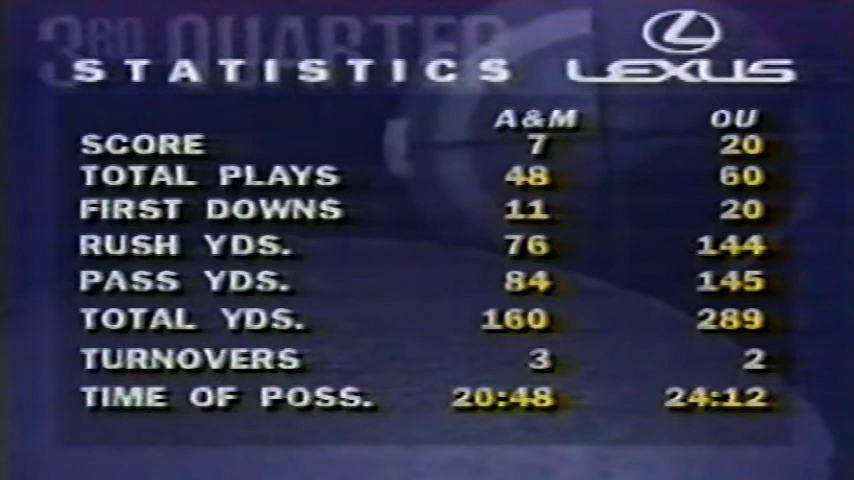 3RD QUARTER
STATISTICS LEXUS
A&M OU
SCORE 7 20
TOTAL PLAYS 48 60
FIRST DOWNS 11 20
RUSH YDS. 76 144
PASS YDS. 84 145
TOTAL YDS. 160 289
TURNOVERS 3 2
TIME OF POSS. 20:48 24:12